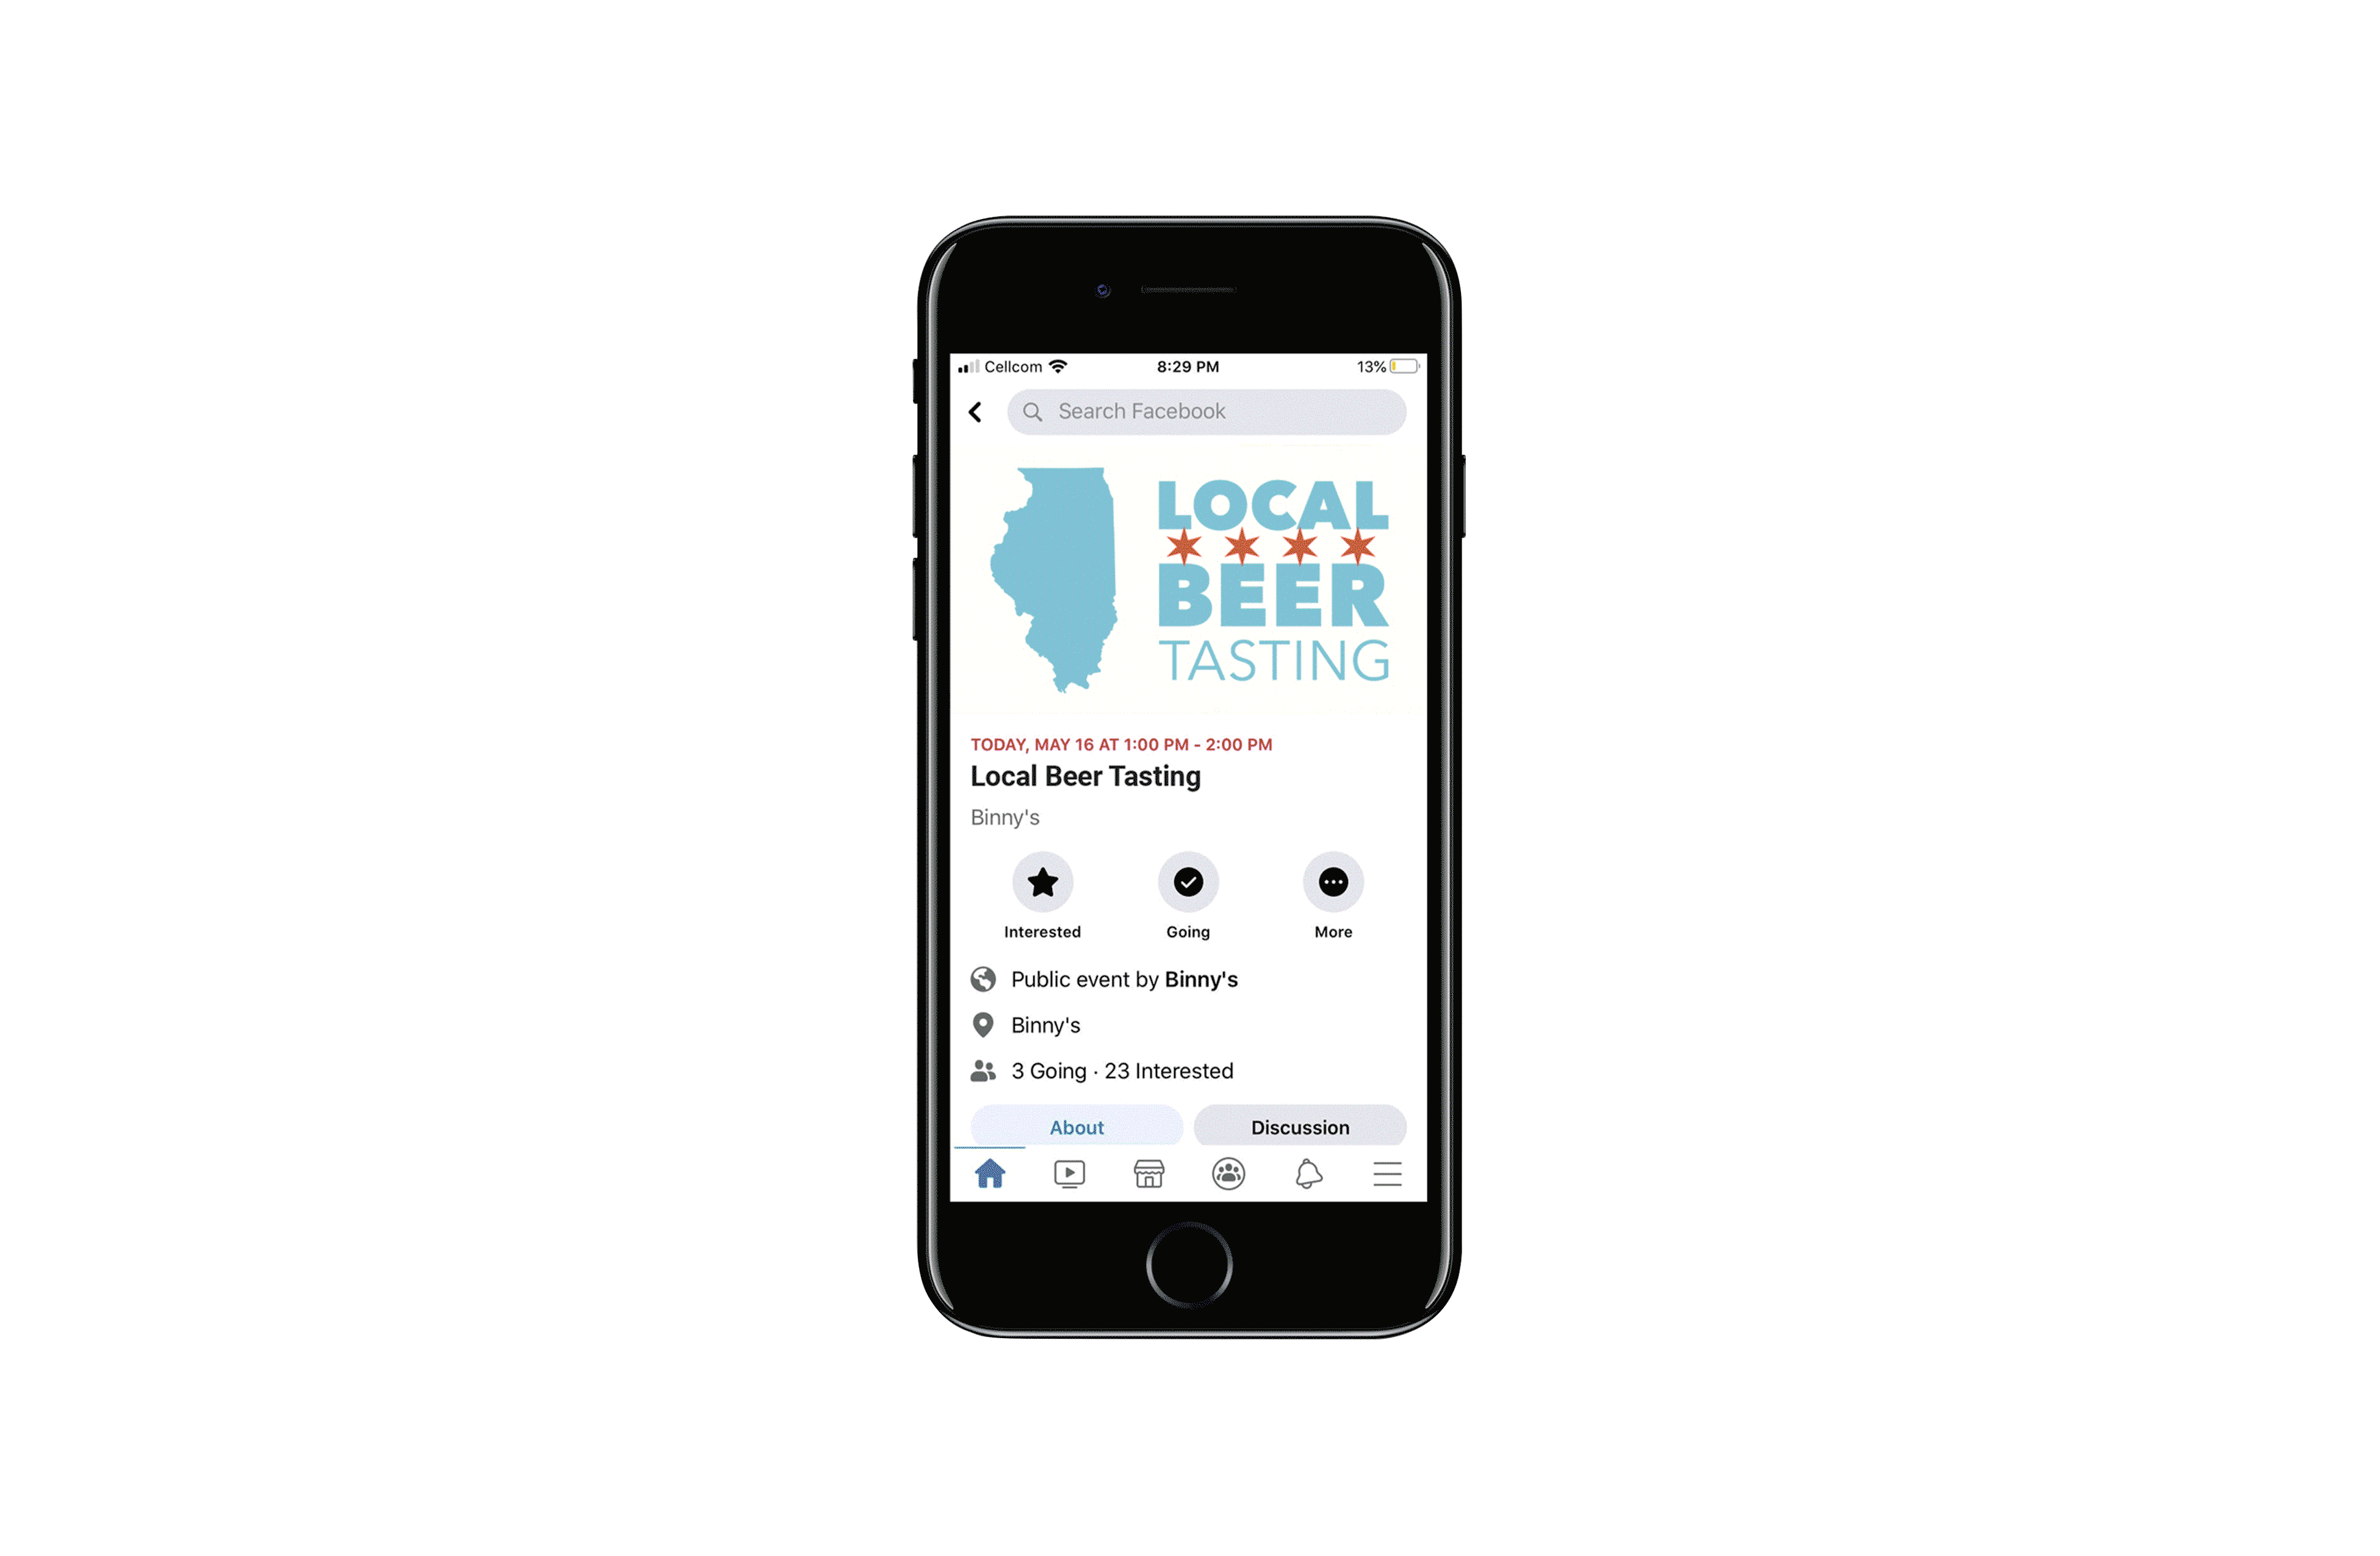 Cellcom 8:29 PM 13%
Search Facebook
LOCAL
BEER
TASTING
TODAY, MAY 16 AT 1:00 PM - 2:00 PM
Local Beer Tasting
Binny's
Interested Going More
Public event by Binny's
Binny's
3 Going · 23 Interested
About Discussion